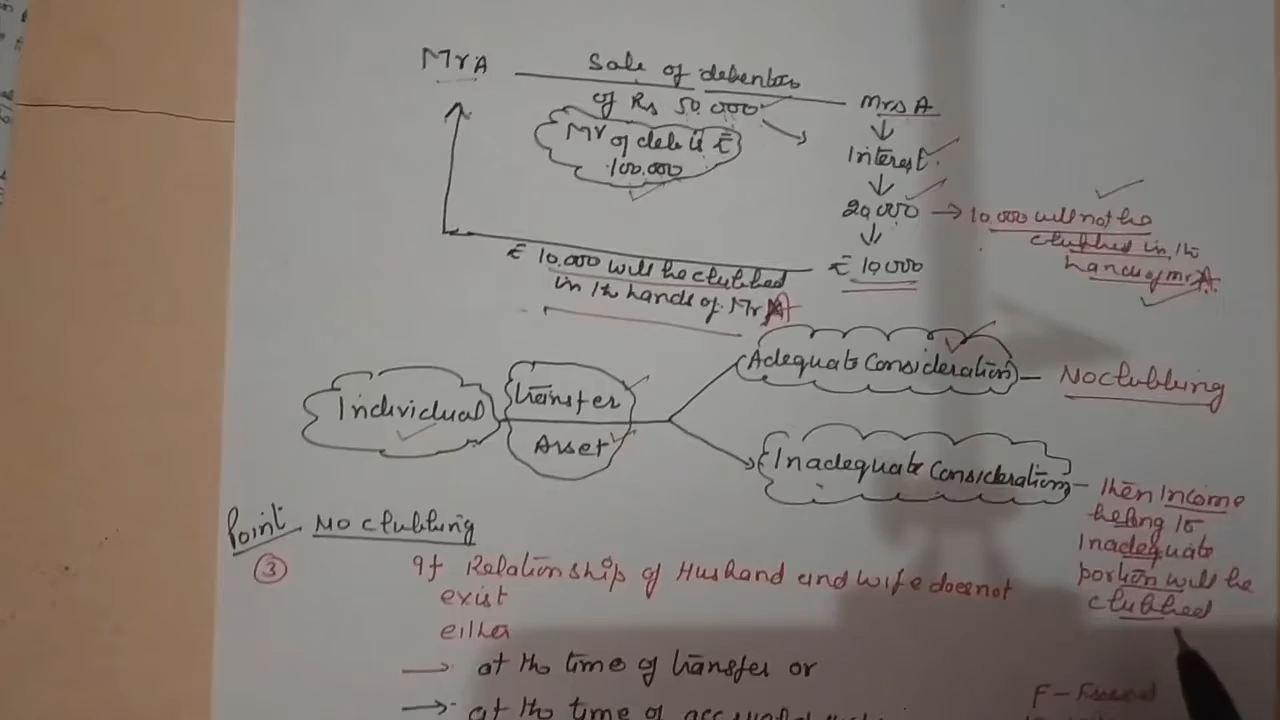 Mr A
Sale of debentures
of Rs 50,000
Mrs A
MV of deb is ₹
100.000
Interest
20,000 → 10,000 will not be
clubbed in th
hands of Mr A.
₹ 10,000
₹ 10,000 will be clubbed
in th hands of Mr A
Individual
transfer
Asset
Adequate Consideration – No clubbing
Inadequate Consideration – Then Income
belong to
Inadequate
portion will be
clubbed
Point No clubbing
3
If Relationship of Husband and wife does not
exist
either
→ at th time of transfer or
→ at th time of
F –